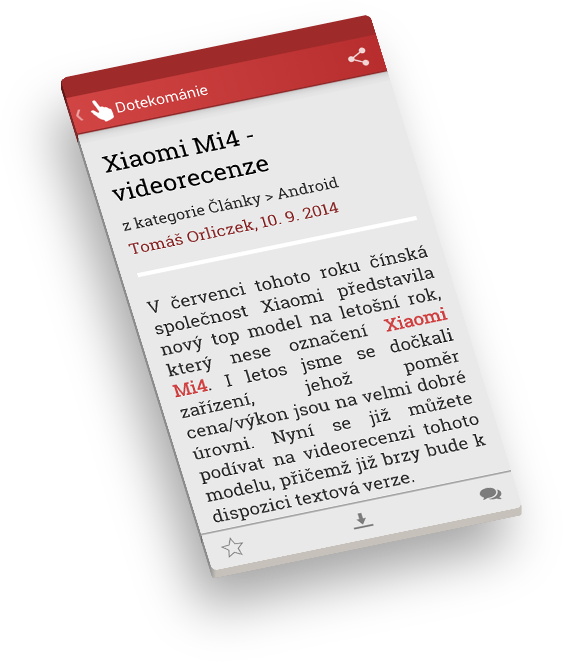 Dotekománie
Xiaomi Mi4 -
videorecenze
z kategorie Články > Android
Tomáš Orliczek, 10. 9. 2014
V červenci tohoto roku čínská
společnost Xiaomi představila
nový top model na letošní rok,
který nese označení Xiaomi
Mi4. I letos jsme se dočkali
zařízení, jehož poměr
cena/výkon jsou na velmi dobré
úrovni. Nyní se již můžete
podívat na videorecenzi tohoto
modelu, přičemž již brzy bude k
dispozici textová verze.